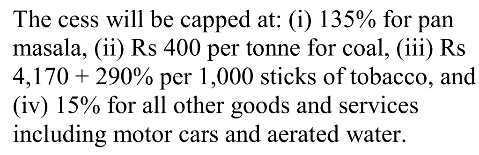 The cess will be capped at: (i) 135% for pan
masala, (ii) Rs 400 per tonne for coal, (iii) Rs
4,170 + 290% per 1,000 sticks of tobacco, and
(iv) 15% for all other goods and services
including motor cars and aerated water.